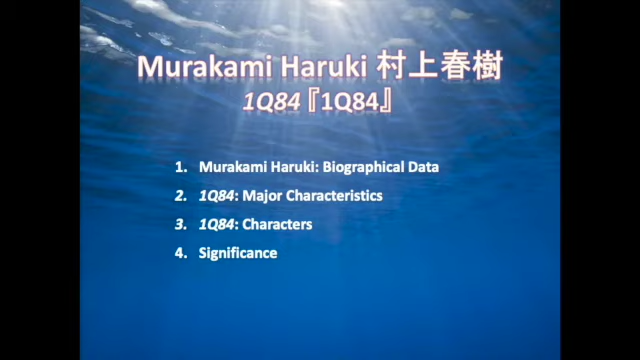 Murakami Haruki 村上春樹
1Q84『1Q84』
1. Murakami Haruki: Biographical Data
2. 1Q84: Major Characteristics
3. 1Q84: Characters
4. Significance